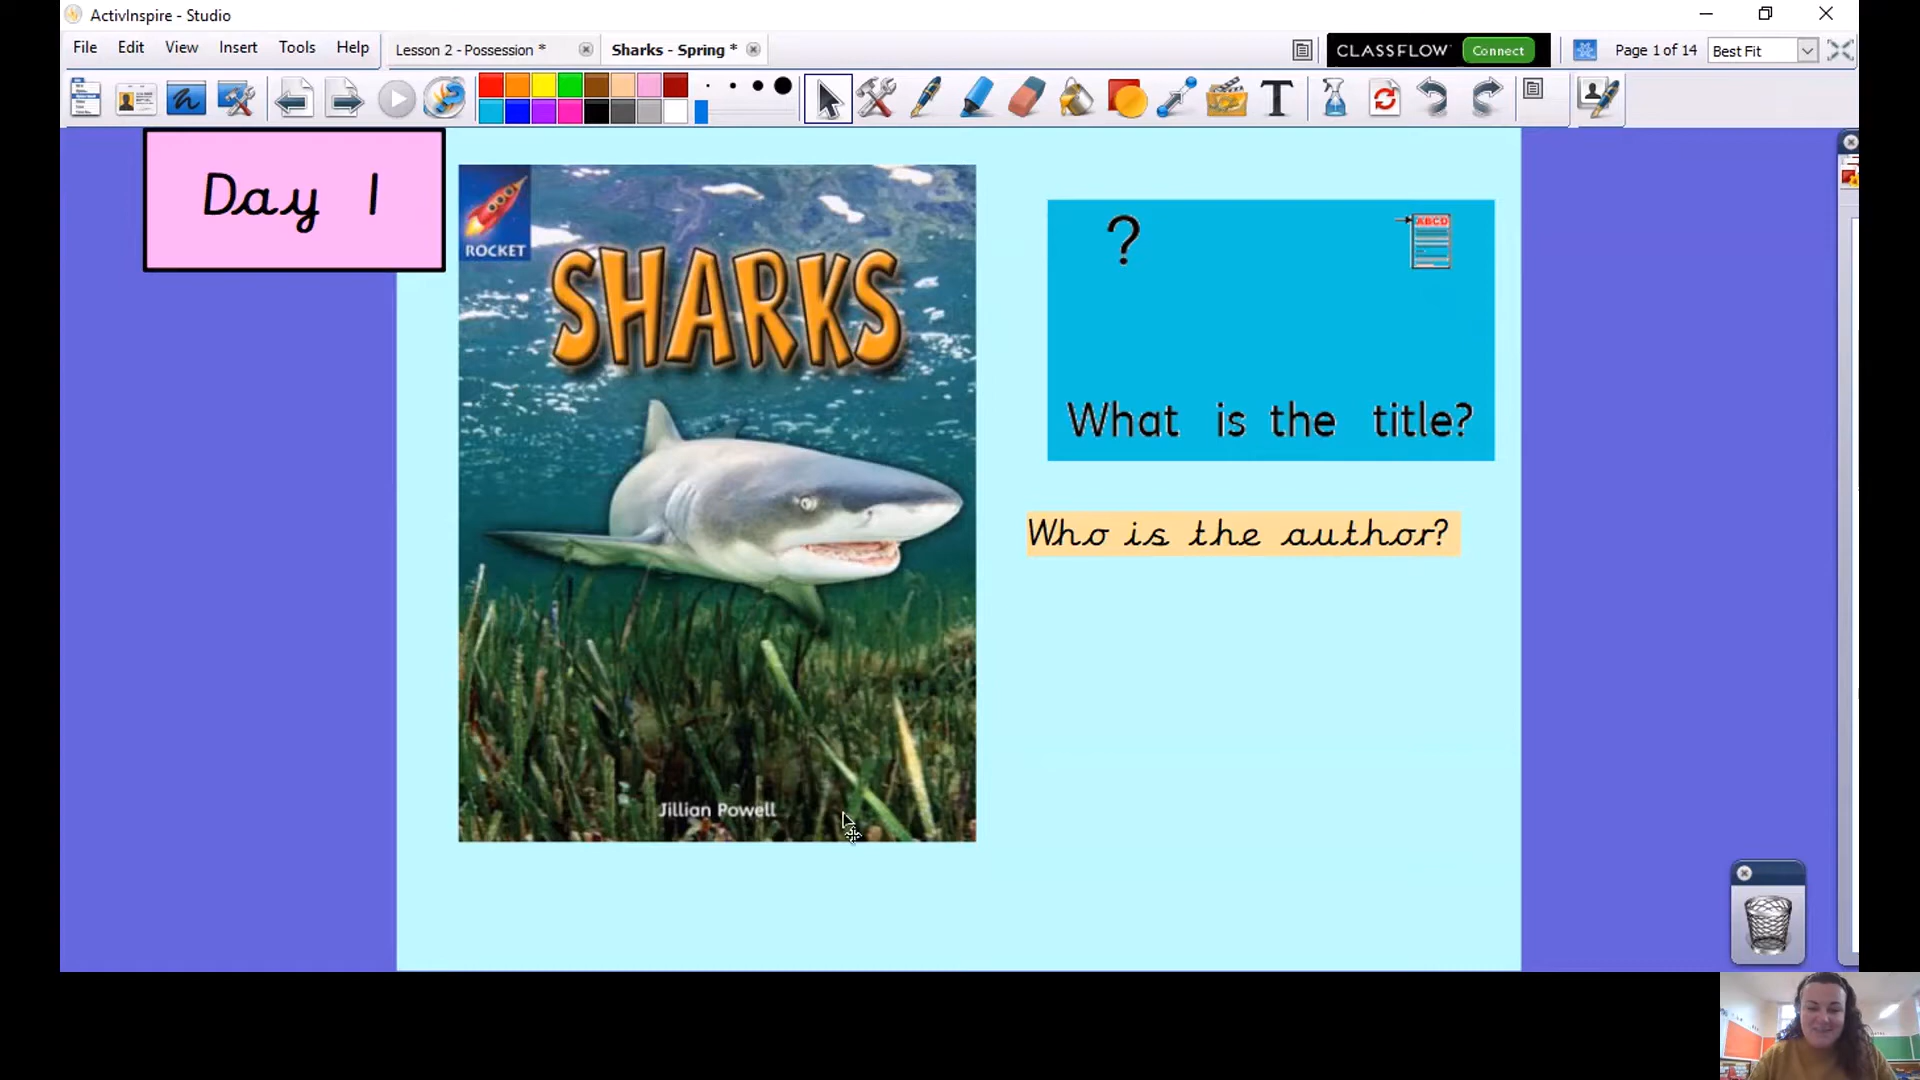 ActivInspire - Studio
File Edit View Insert Tools Help
Lesson 2 - Possession *
Sharks - Spring *
CLASSFLOW Connect
Page 1 of 14
Best Fit
Day 1
ROCKET
SHARKS
Jillian Powell
?
ABCD
What is the title?
Who is the author?